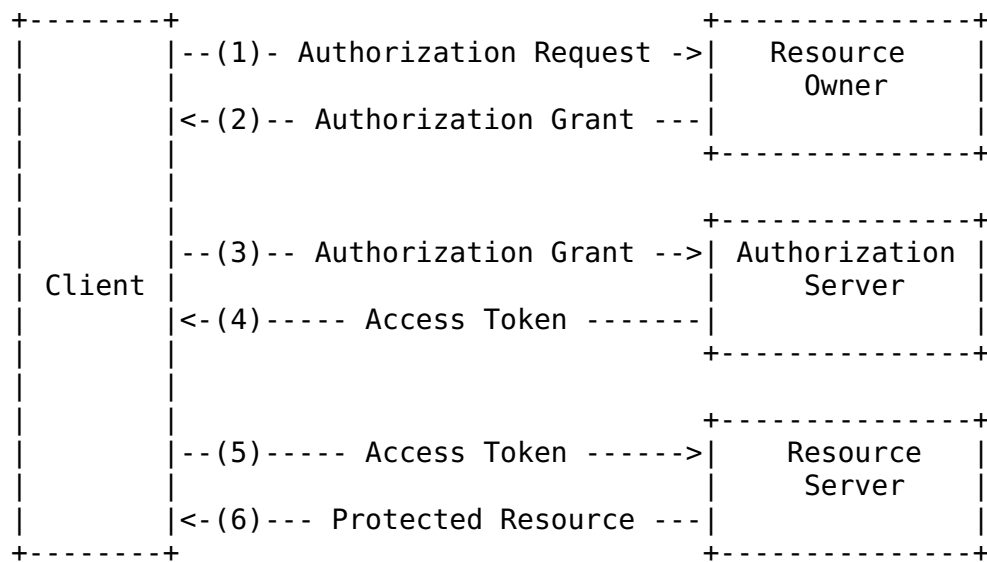 +--------+                               +---------------+
|        |--(1)- Authorization Request ->|   Resource    |
|        |                               |     Owner     |
|        |<-(2)-- Authorization Grant ---|               |
|        |                               +---------------+
|        |
|        |                               +---------------+
|        |--(3)-- Authorization Grant -->| Authorization |
| Client |                               |     Server    |
|        |<-(4)----- Access Token -------|               |
|        |                               +---------------+
|        |
|        |                               +---------------+
|        |--(5)----- Access Token ------>|    Resource   |
|        |                               |     Server    |
|        |<-(6)--- Protected Resource ---|               |
+--------+                               +---------------+